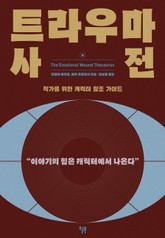 트라우마
사전
The Emotional Wound Thesaurus
작가를 위한 캐릭터 창조 가이드
“이야기의 힘은 캐릭터에서 나온다”